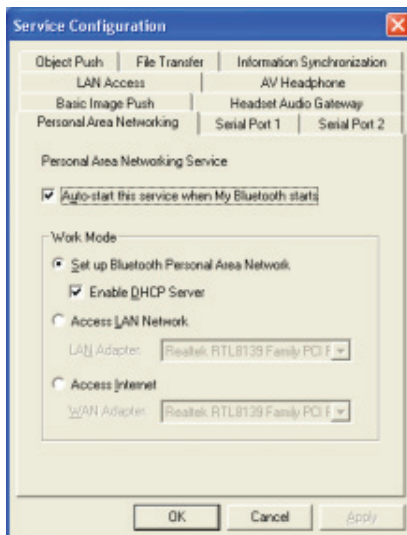 Service Configuration
Object Push File Transfer Information Synchronization
LAN Access AV Headphone
Basic Image Push Headset Audio Gateway
Personal Area Networking Serial Port 1 Serial Port 2
Personal Area Networking Service
Auto-start this service when My Bluetooth starts
Work Mode
Set up Bluetooth Personal Area Network
Enable DHCP Server
Access LAN Network
LAN Adapter: Realtek RTL8139 Family PCI F
Access Internet
WAN Adapter: Realtek RTL8139 Family PCI F
OK Cancel Apply